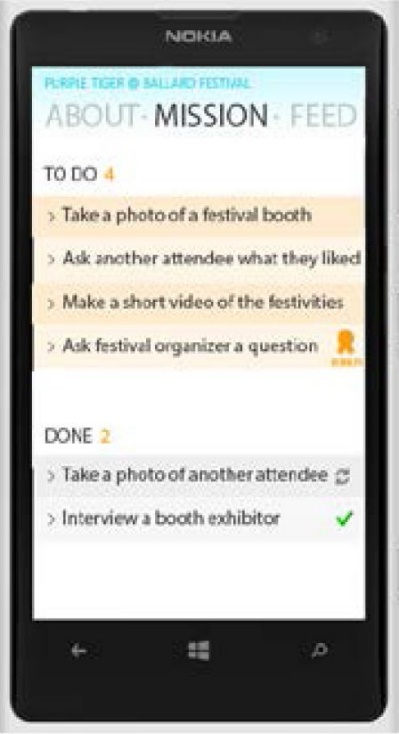 NOKIA
PURPLE TIGER @ BALLARD FESTIVAL
ABOUT · MISSION · FEED
TO DO 4
> Take a photo of a festival booth
> Ask another attendee what they liked
> Make a short video of the festivities
> Ask festival organizer a question
DONE 2
> Take a photo of another attendee
> Interview a booth exhibitor